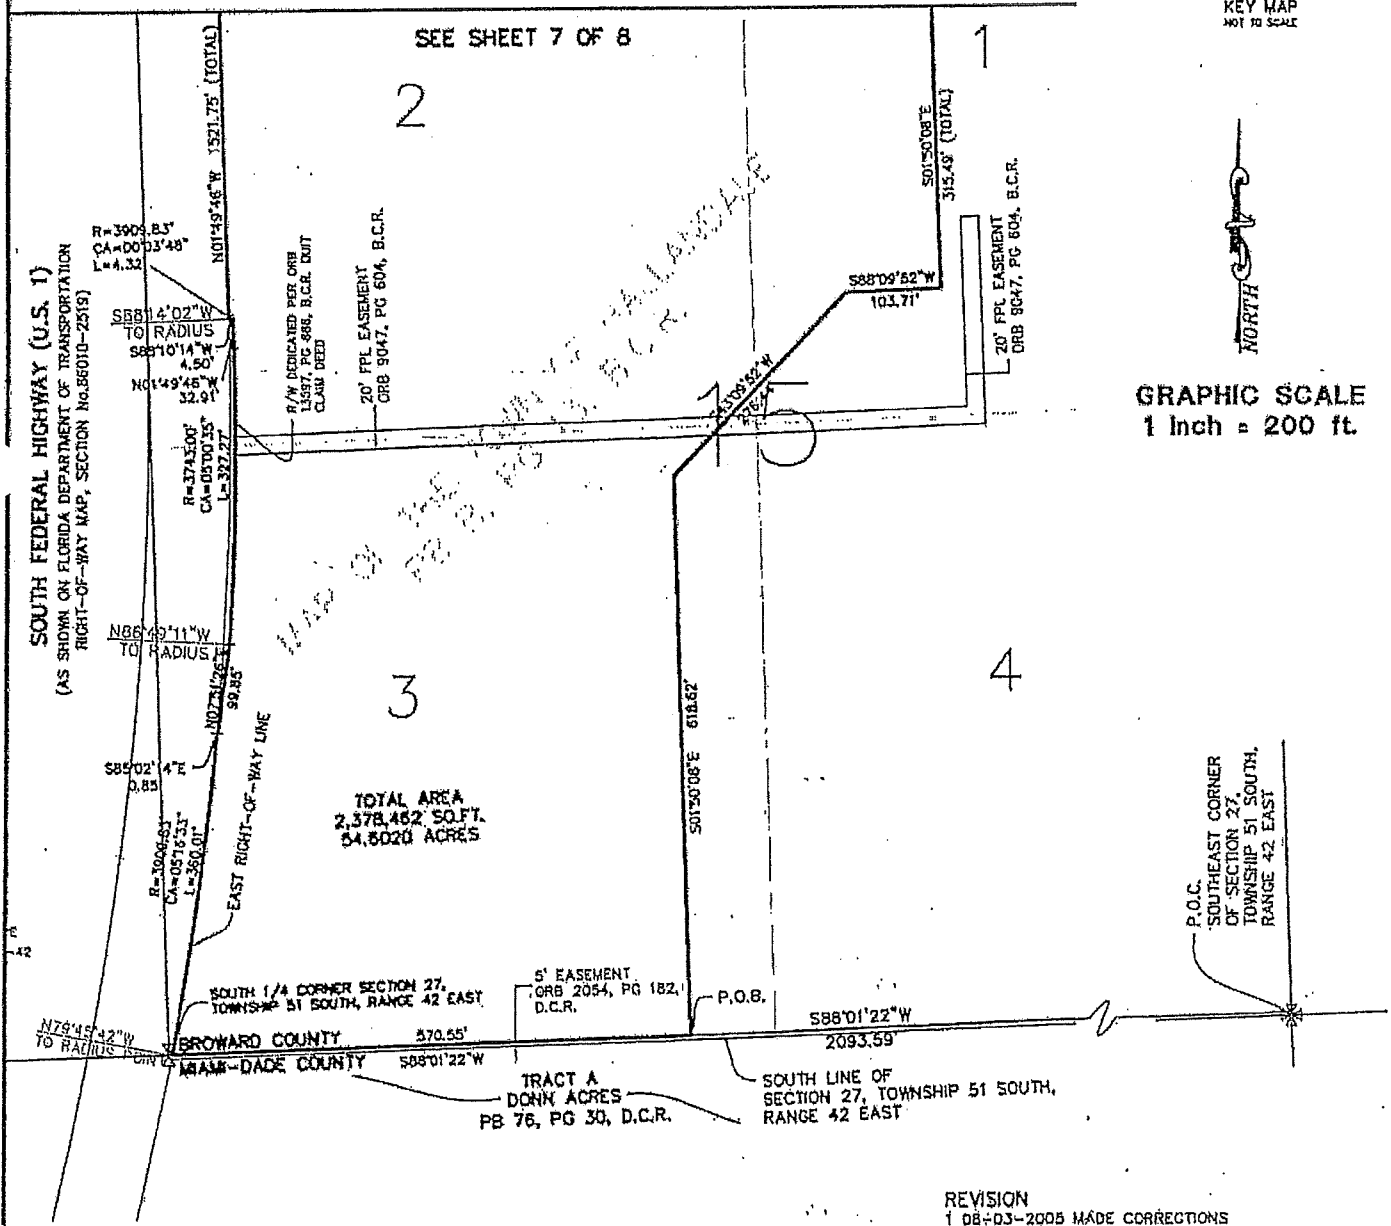 KEY MAP
NOT TO SCALE
SEE SHEET 7 OF 8
1
2
N01°49'46"W 1521.75' (TOTAL)
S01°50'08"E
315.49' (TOTAL)
R=3909.83'
CA=00°03'48"
L=4.32
S88°14'02"W
TO RADIUS
S88°10'14"W
4.50'
N01°49'46"W
32.91'
R/W DEDICATED PER ORB
13597, PG 886, B.C.R. QUIT
CLAIM DEED
20' FPL EASEMENT
ORB 9047, PG 604, B.C.R.
S88°09'52"W
103.71'
20' FPL EASEMENT
ORB 9047, PG 604, B.C.R.
NORTH
GRAPHIC SCALE
1 inch = 200 ft.
SOUTH FEDERAL HIGHWAY (U.S. 1)
(AS SHOWN ON FLORIDA DEPARTMENT OF TRANSPORTATION
RIGHT-OF-WAY MAP, SECTION No.86010-2519)
R=3743.00'
CA=05°00'35"
L=327.27'
15
N86°49'11"W
TO RADIUS
99.85'
3
4
S01°50'08"E 618.62'
S85°02'14"E
0.85'
EAST RIGHT-OF-WAY LINE
TOTAL AREA
2,378,462 SQ.FT.
54.6020 ACRES
CA=05°16'33"
L=360.01'
P.O.C.
SOUTHEAST CORNER
OF SECTION 27,
TOWNSHIP 51 SOUTH,
RANGE 42 EAST
E
-42
SOUTH 1/4 CORNER SECTION 27,
TOWNSHIP 51 SOUTH, RANGE 42 EAST
5' EASEMENT
ORB 2054, PG 182,
D.C.R.
P.O.B.
N79°45'42"W
TO RADIUS
BROWARD COUNTY
570.55'
S88°01'22"W
2093.59'
MIAMI-DADE COUNTY
S88°01'22"W
TRACT A
DONN ACRES
PB 76, PG 30, D.C.R.
SOUTH LINE OF
SECTION 27, TOWNSHIP 51 SOUTH,
RANGE 42 EAST
REVISION
1 08-03-2005 MADE CORRECTIONS